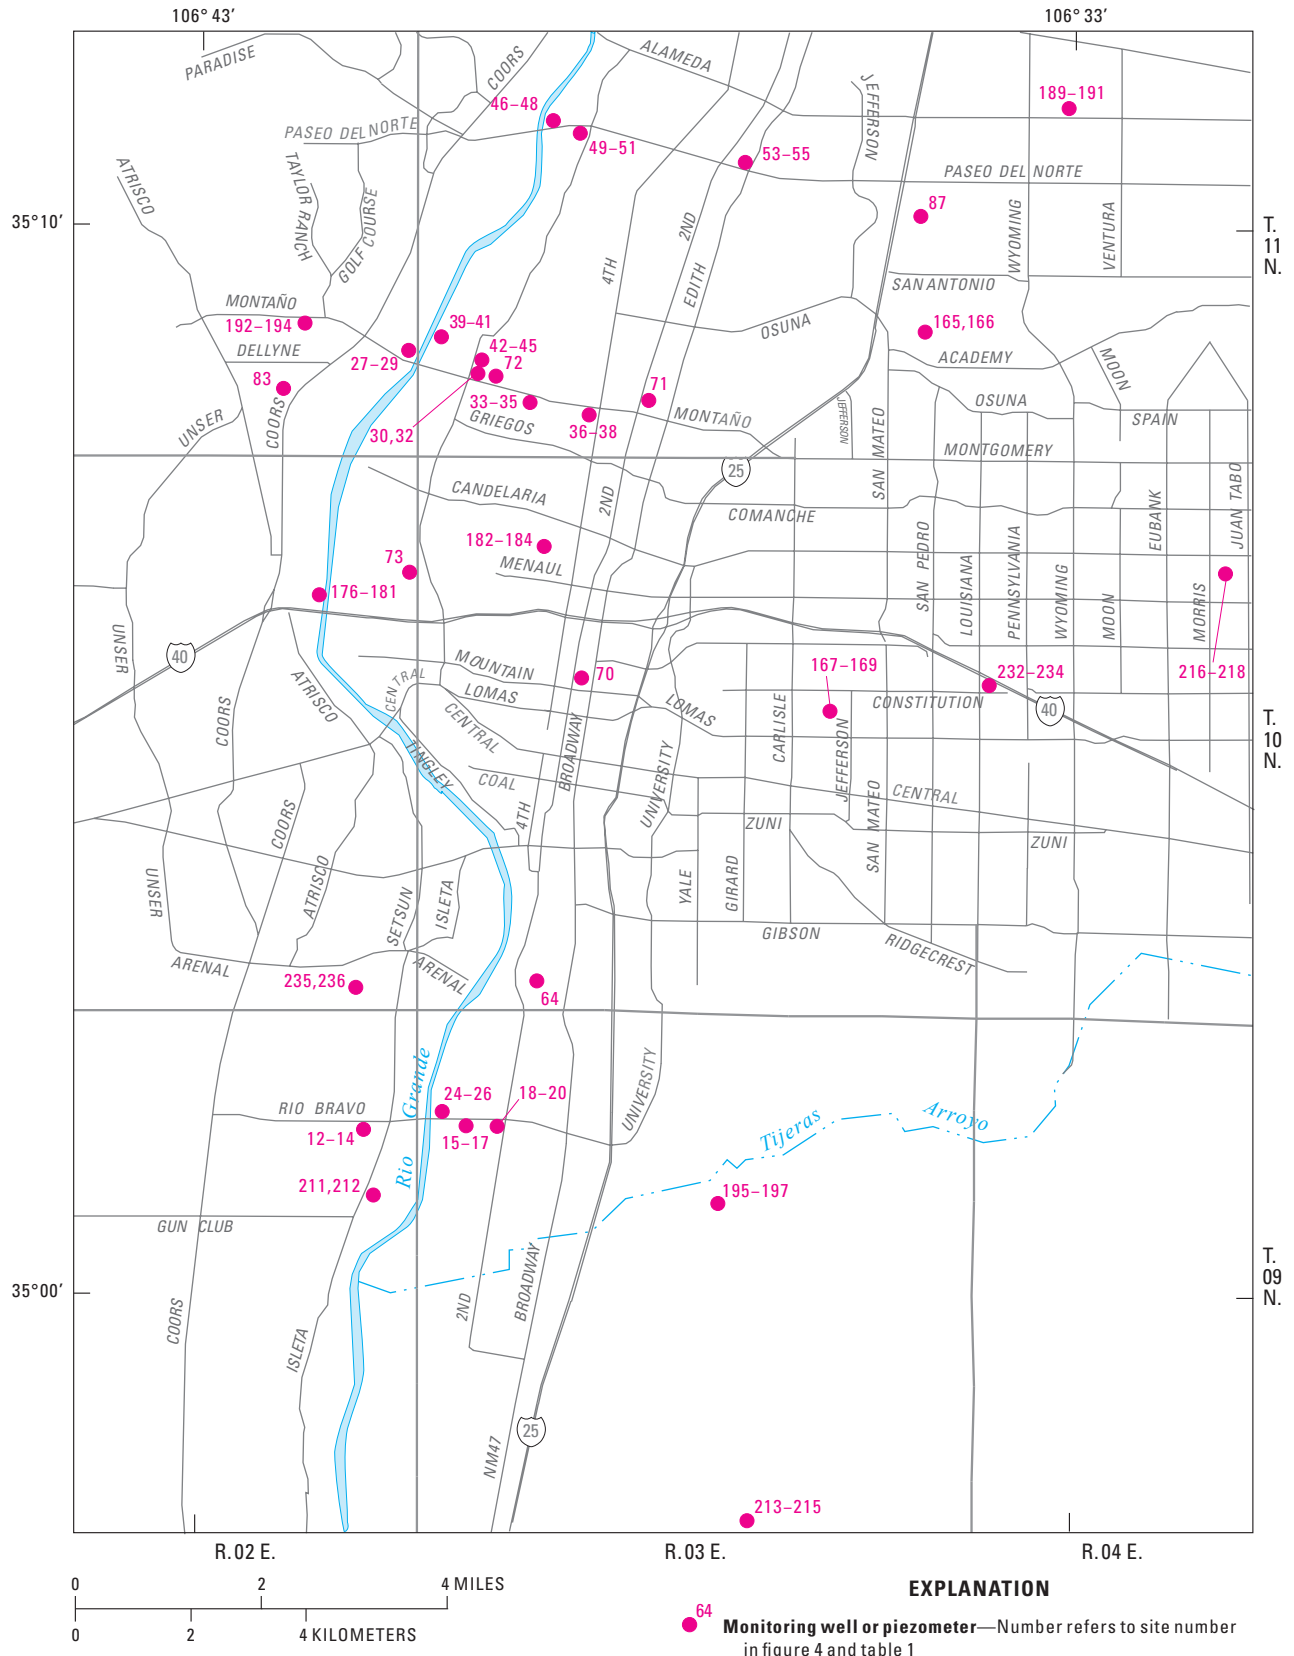 106° 43'
106° 33'
PARADISE
COORS
ALAMEDA
JEFFERSON
189–191
46–48
PASEO DEL NORTE
49–51
53–55
PASEO DEL NORTE
ATRISCO
TAYLOR RANCH
GOLF COURSE
2ND
87
WYOMING
VENTURA
35°10'
T.
11
N.
4TH
EDITH
SAN ANTONIO
MONTAÑO
192–194
39–41
OSUNA
165,166
DELLYNE
27–29
42–45
72
ACADEMY
MOON
83
33–35
71
OSUNA
UNSER
COORS
30,32
GRIEGOS
36–38
MONTAÑO
JEFFERSON
SAN MATEO
SPAIN
MONTGOMERY
25
CANDELARIA
2ND
COMANCHE
EUBANK
JUAN TABO
182–184
MENAUL
73
176–181
SAN PEDRO
LOUISIANA
PENNSYLVANIA
WYOMING
MOON
MORRIS
UNSER
40
MOUNTAIN
70
167–169
232–234
216–218
ATRISCO
CENTRAL
LOMAS
LOMAS
CONSTITUTION
40
COORS
CENTRAL
CARLISLE
T.
10
N.
TINGLEY
COAL
BROADWAY
UNIVERSITY
JEFFERSON
CENTRAL
COORS
4TH
ZUNI
SAN MATEO
ZUNI
UNSER
ATRISCO
SETSUN
ISLETA
YALE
GIRARD
GIBSON
RIDGECREST
ARENAL
ARENAL
235,236
64
Rio Grande
UNIVERSITY
24–26
18–20
RIO BRAVO
12–14
15–17
Tijeras Arroyo
211,212
195–197
GUN CLUB
BROADWAY
T.
09
N.
35°00'
COORS
ISLETA
2ND
NM47
25
213–215
R. 02 E.
R. 03 E.
R. 04 E.
0 2 4 MILES
0 2 4 KILOMETERS
EXPLANATION
64
Monitoring well or piezometer—Number refers to site number
in figure 4 and table 1